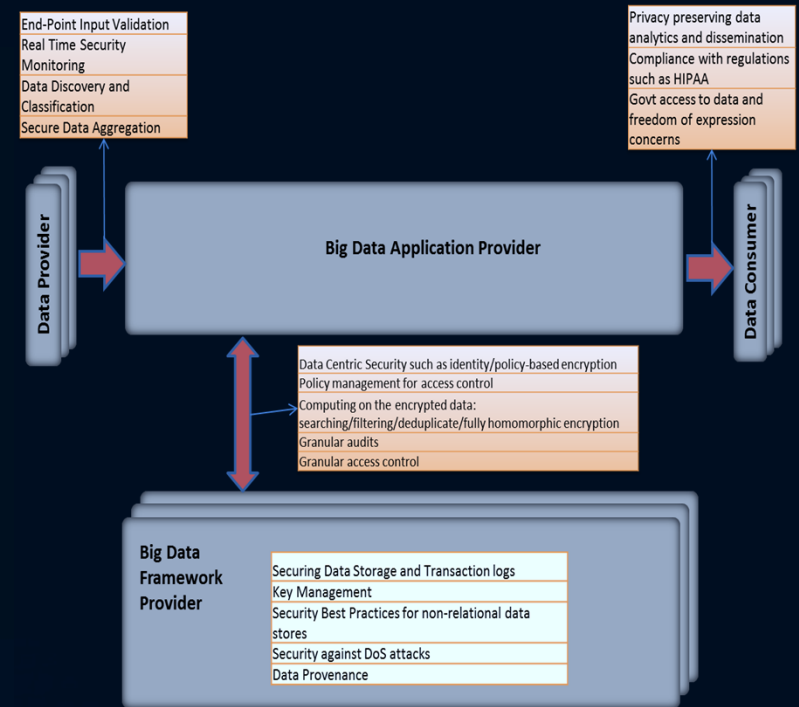 End-Point Input Validation
Real Time Security
Monitoring
Data Discovery and
Classification
Secure Data Aggregation
Privacy preserving data
analytics and dissemination
Compliance with regulations
such as HIPAA
Govt access to data and
freedom of expression
concerns
Data Provider
Big Data Application Provider
Data Consumer
Data Centric Security such as identity/policy-based encryption
Policy management for access control
Computing on the encrypted data:
searching/filtering/deduplicate/fully homomorphic encryption
Granular audits
Granular access control
Big Data
Framework
Provider
Securing Data Storage and Transaction logs
Key Management
Security Best Practices for non-relational data
stores
Security against DoS attacks
Data Provenance